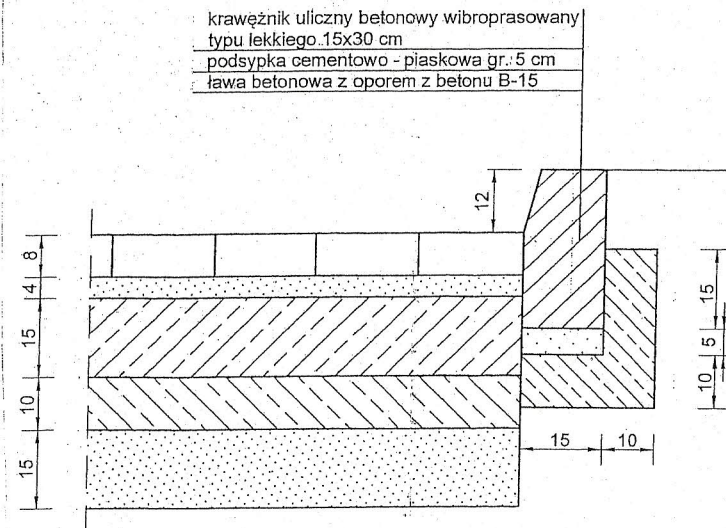 krawężnik uliczny betonowy wibroprasowany
typu lekkiego 15x30 cm
podsypka cementowo - piaskowa gr. 5 cm
ława betonowa z oporem z betonu B-15
12
8
4
15
10
15
15
5
10
15
10